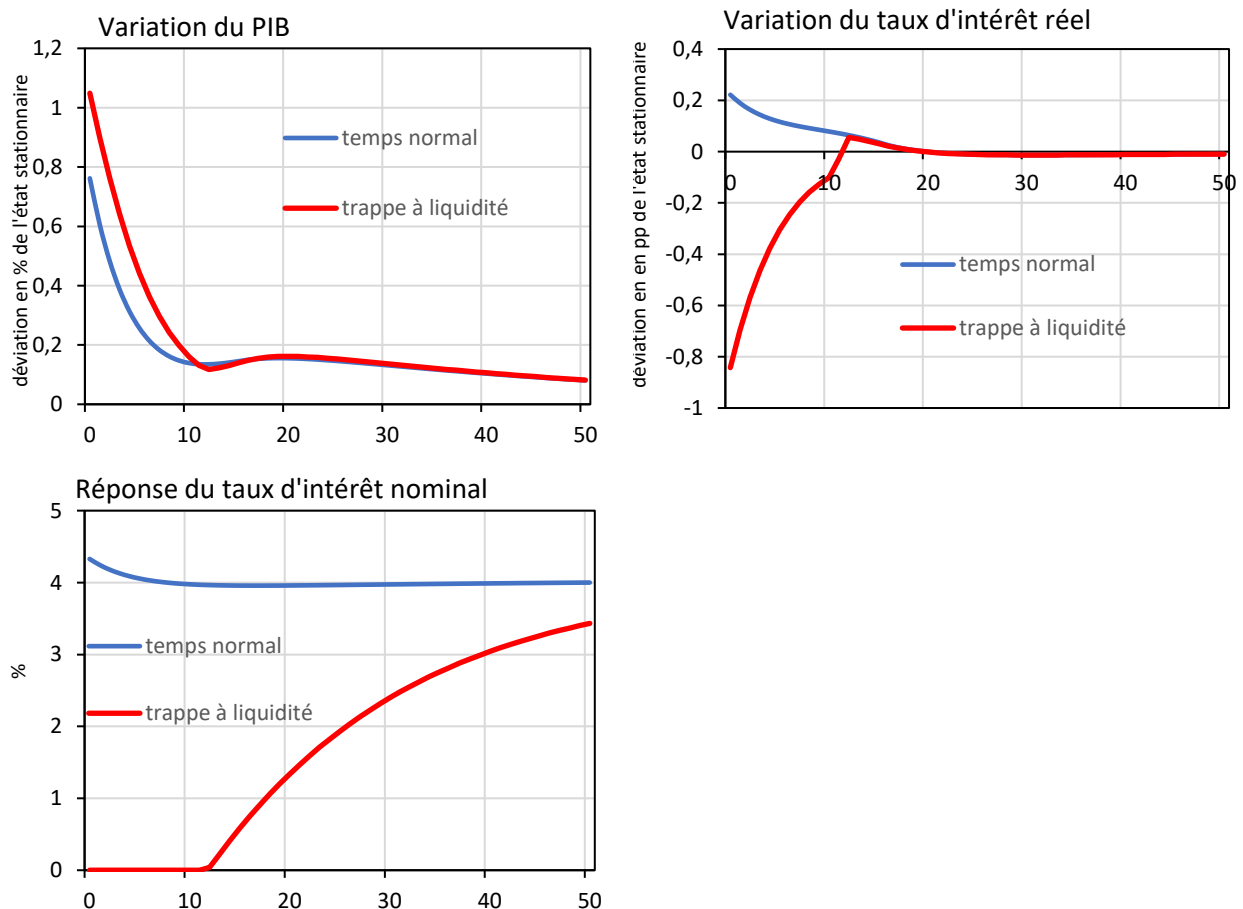 Variation du PIB
déviation en % de l'état stationnaire
1,2
1
0,8
0,6
0,4
0,2
0
temps normal
trappe à liquidité
0 10 20 30 40 50
Variation du taux d'intérêt réel
déviation en pp de l'état stationnaire
0,4
0,2
0
-0,2
-0,4
-0,6
-0,8
-1
0 10 20 30 40 50
temps normal
trappe à liquidité
Réponse du taux d'intérêt nominal
%
5
4
3
2
1
0
temps normal
trappe à liquidité
0 10 20 30 40 50